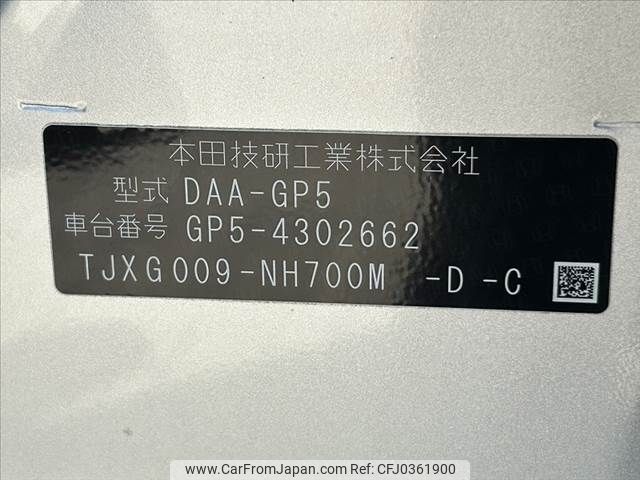 本田技研工業株式会社
型式 DAA-GP5
車台番号 GP5-4302662
TJXG009-NH700M -D -C
www.CarFromJapan.com | Ref No. CFJ0361900